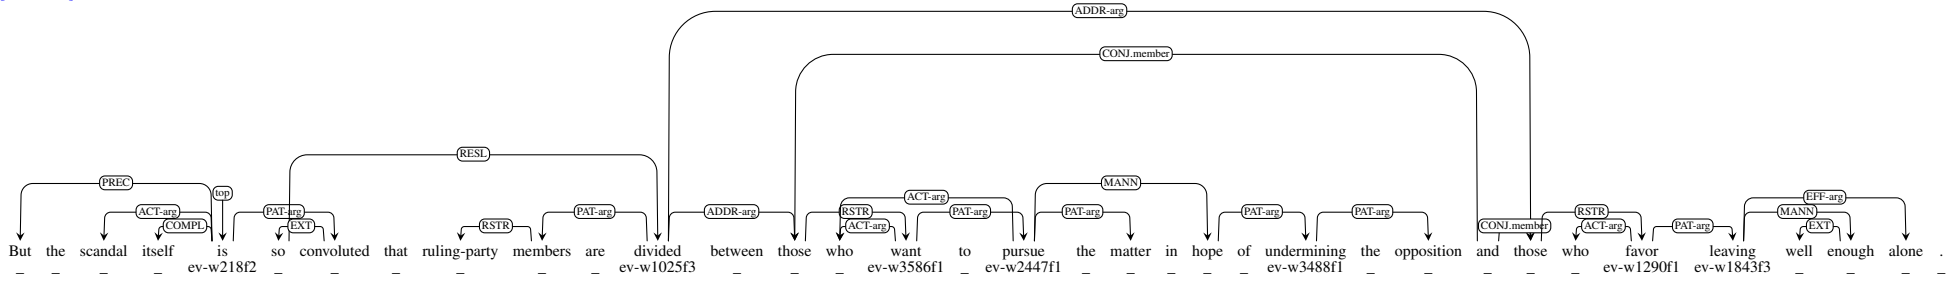 ADDR-arg
CONJ.member
RESL
PREC top ACT-arg MANN EFF-arg
ACT-arg PAT-arg PAT-arg RSTR PAT-arg PAT-arg PAT-arg PAT-arg RSTR MANN
COMPL EXT RSTR ADDR-arg ACT-arg CONJ.member ACT-arg PAT-arg EXT
But the scandal itself is so convoluted that ruling-party members are divided between those who want to pursue the matter in hope of undermining the opposition and those who favor leaving well enough alone .
_ _ _ _ ev-w218f2 _ _ _ _ _ _ ev-w1025f3 _ _ _ ev-w3586f1 _ ev-w2447f1 _ _ _ _ _ ev-w3488f1 _ _ _ _ _ ev-w1290f1 ev-w1843f3 _ _ _ _